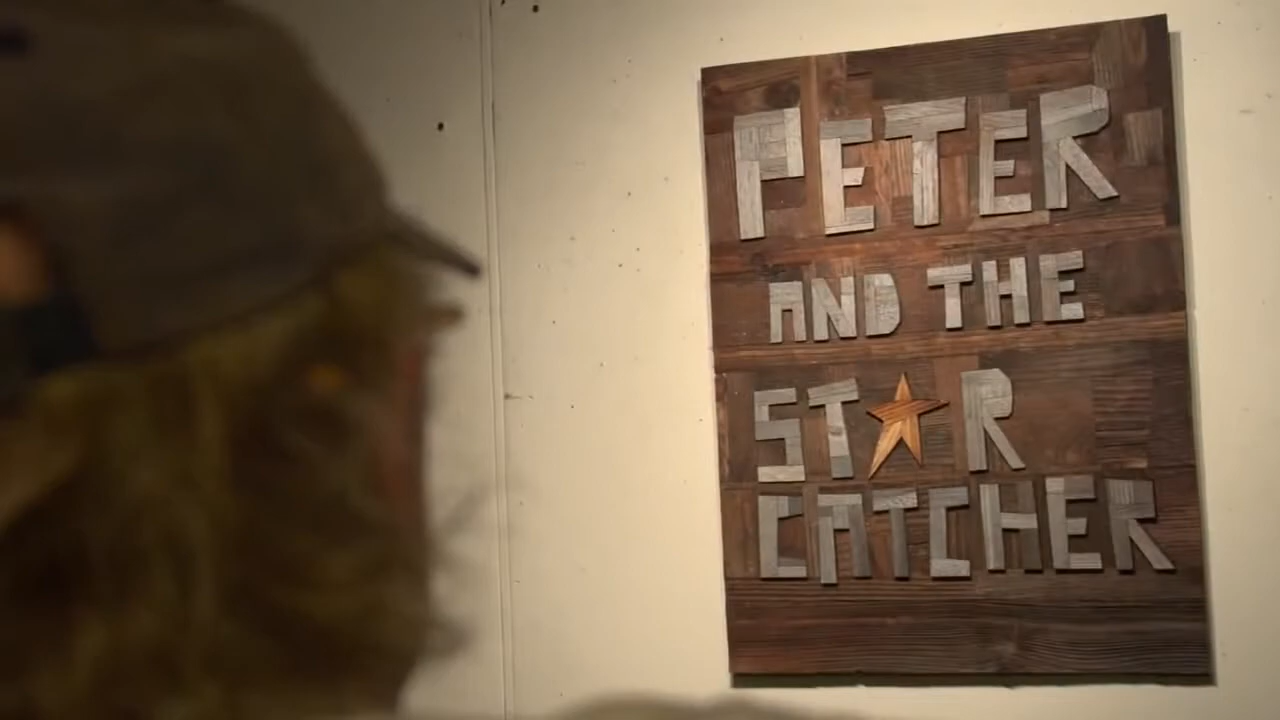 PETER
AND THE
ST★R
CATCHER